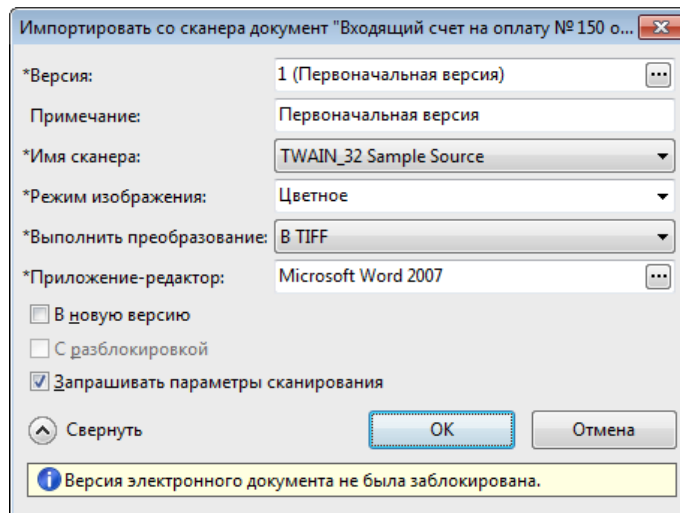 Импортировать со сканера документ "Входящий счет на оплату № 150 о...
*Версия: 1 (Первоначальная версия)
Примечание: Первоначальная версия
*Имя сканера: TWAIN_32 Sample Source
*Режим изображения: Цветное
*Выполнить преобразование: В TIFF
*Приложение-редактор: Microsoft Word 2007
В новую версию
С разблокировкой
Запрашивать параметры сканирования
Свернуть ОК Отмена
Версия электронного документа не была заблокирована.